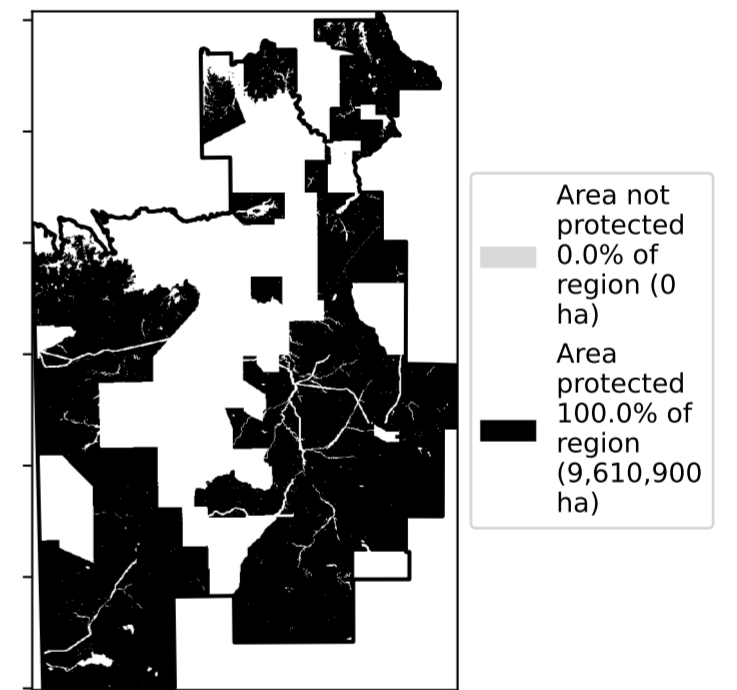 Area not
protected
0.0% of
region (0
ha)
Area
protected
100.0% of
region
(9,610,900
ha)